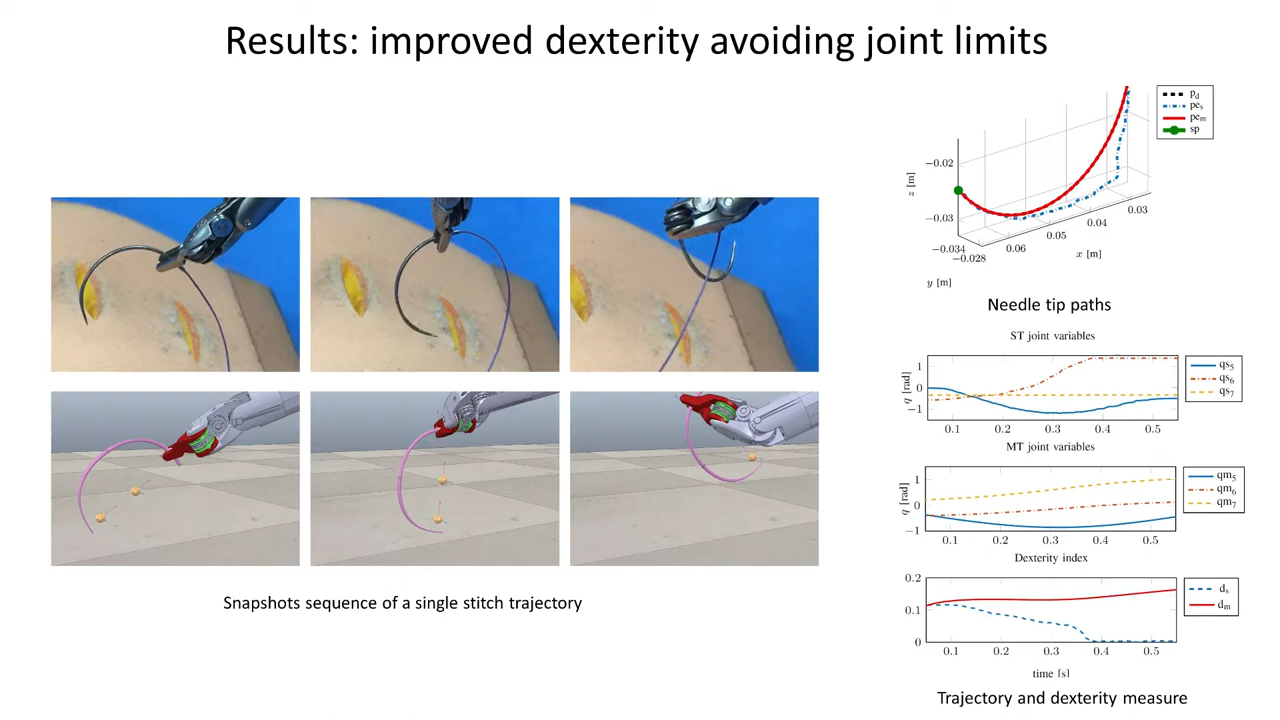 Results: improved dexterity avoiding joint limits
p_d
pe_s
pe_m
sp
−0.02
−0.03
z [m]
−0.034
−0.028
0.06
0.05
0.04
0.03
x [m]
y [m]
Needle tip paths
ST joint variables
1
0
−1
q [rad]
0.1 0.2 0.3 0.4 0.5
qs_5
qs_6
qs_7
MT joint variables
1
0
−1
q [rad]
0.1 0.2 0.3 0.4 0.5
qm_5
qm_6
qm_7
Dexterity index
0.2
0.1
0
0.1 0.2 0.3 0.4 0.5
d_s
d_m
time [s]
Trajectory and dexterity measure
Snapshots sequence of a single stitch trajectory